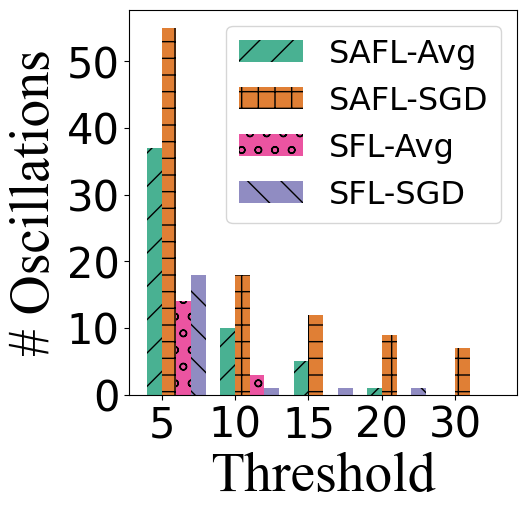 # Oscillations
50
40
30
20
10
0
5 10 15 20 30
Threshold
SAFL-Avg
SAFL-SGD
SFL-Avg
SFL-SGD